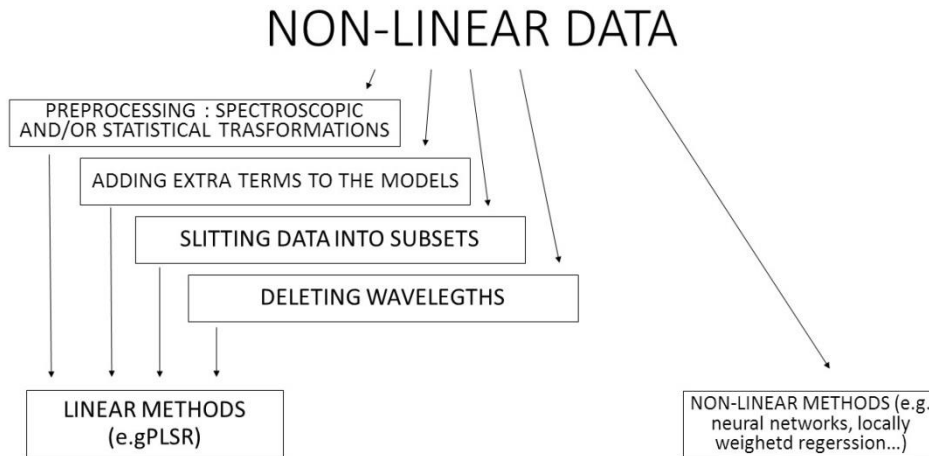 NON-LINEAR DATA
PREPROCESSING : SPECTROSCOPIC
AND/OR STATISTICAL TRASFORMATIONS
ADDING EXTRA TERMS TO THE MODELS
SLITTING DATA INTO SUBSETS
DELETING WAVELEGTHS
LINEAR METHODS
(e.gPLSR)
NON-LINEAR METHODS (e.g.
neural networks, locally
weighetd regerssion...)